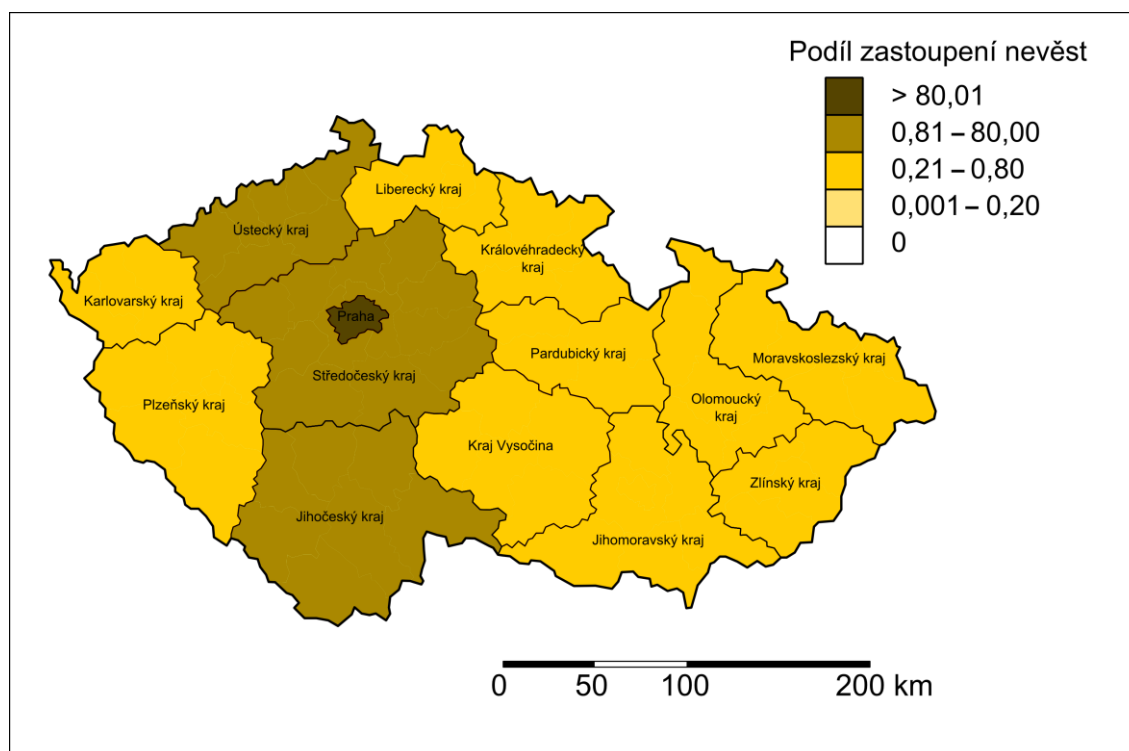 Podíl zastoupení nevěst
> 80,01
0,81 – 80,00
0,21 – 0,80
0,001 – 0,20
0
Liberecký kraj
Ústecký kraj
Královéhradecký
kraj
Karlovarský kraj
Praha
Pardubický kraj
Moravskoslezský kraj
Středočeský kraj
Plzeňský kraj
Olomoucký
kraj
Kraj Vysočina
Zlínský kraj
Jihočeský kraj
Jihomoravský kraj
0 50 100 200 km